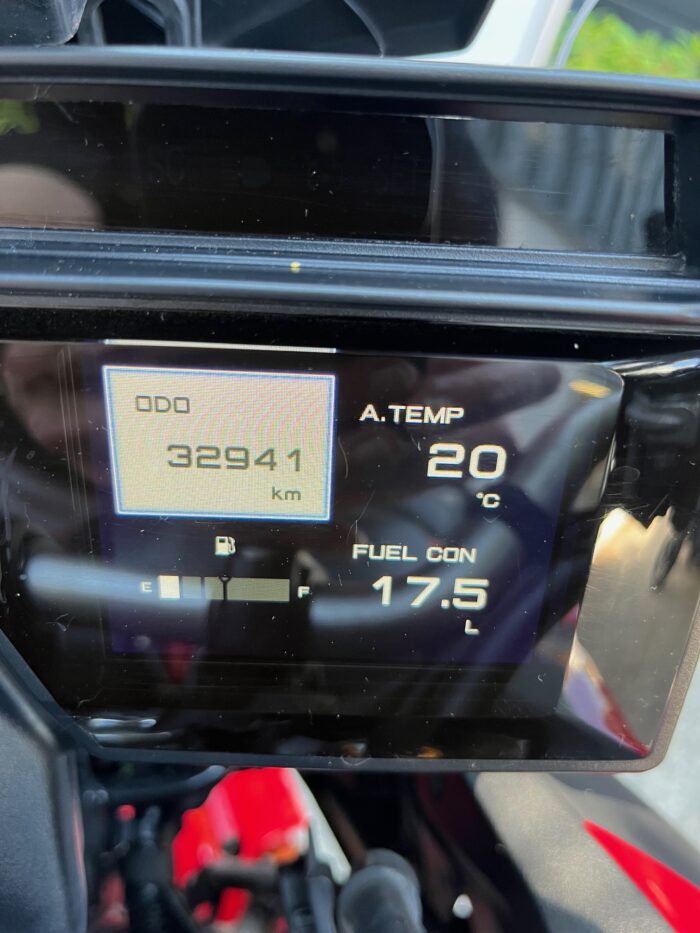 ODO
32941
km
A.TEMP
20
°C
E F
FUEL CON
17.5
L